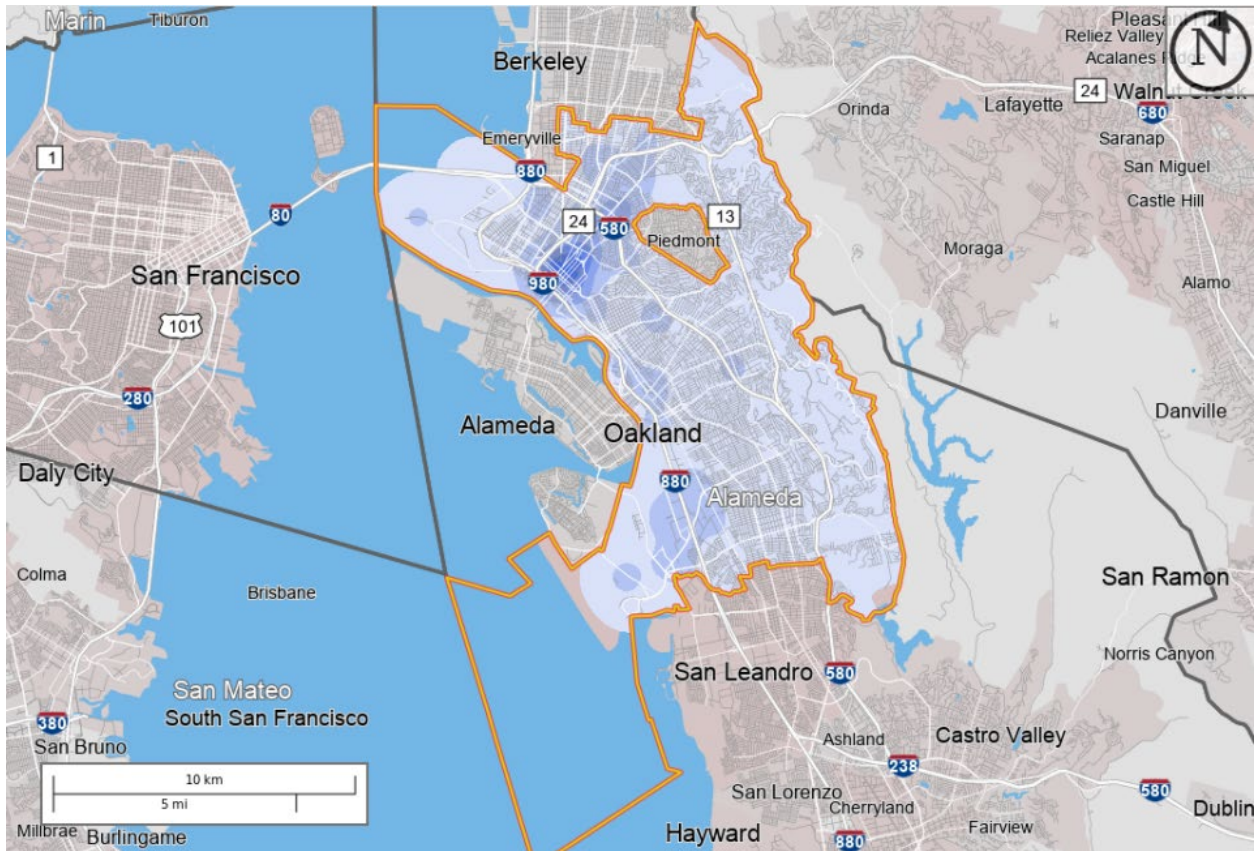 Marin
Tiburon
Berkeley
Pleasant Hill
Reliez Valley
Acalanes Ridge
N
24
Walnut Creek
680
Orinda
Lafayette
Saranap
San Miguel
Castle Hill
Emeryville
880
1
80
24
580
13
Piedmont
Moraga
San Francisco
980
Alamo
101
280
Danville
Alameda
Oakland
Daly City
880
Alameda
Colma
Brisbane
San Ramon
Norris Canyon
San Leandro
580
San Mateo
South San Francisco
380
San Bruno
Ashland
Castro Valley
238
580
10 km
5 mi
San Lorenzo
Cherryland
Dublin
Millbrae
Burlingame
Hayward
880
Fairview